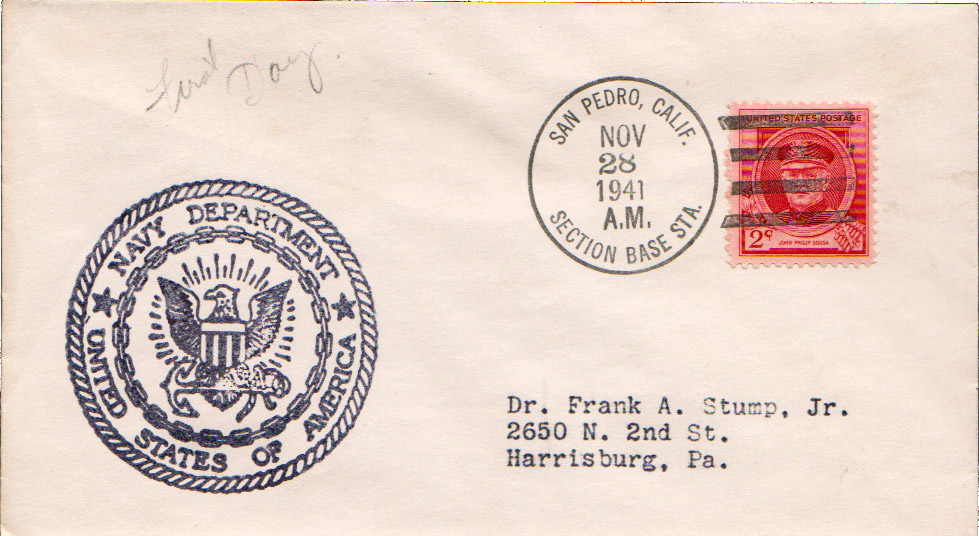 First Day.
SAN PEDRO, CALIF.
NOV
28
1941
A.M.
SECTION BASE STA.
UNITED STATES POSTAGE
2¢
JOHN PHILIP SOUSA
NAVY DEPARTMENT
UNITED STATES OF AMERICA
Dr. Frank A. Stump, Jr.
2650 N. 2nd St.
Harrisburg, Pa.